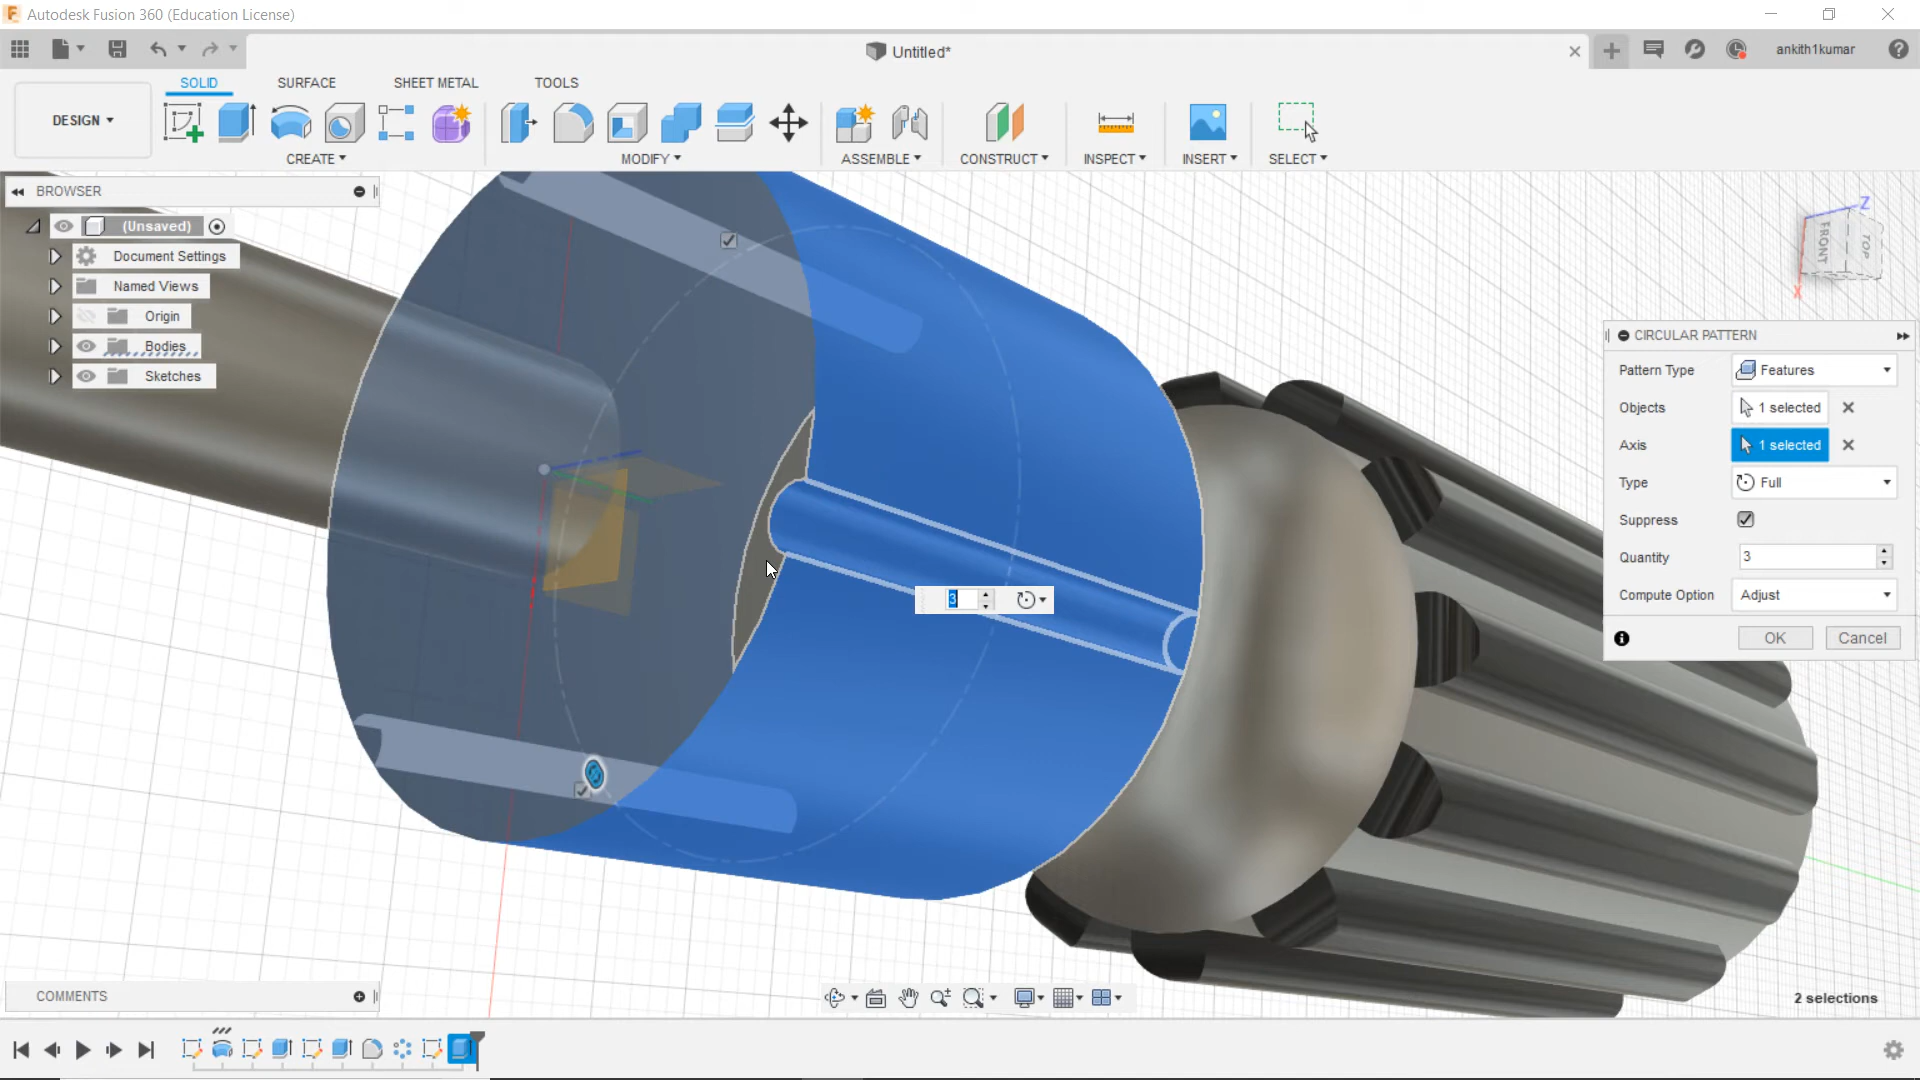 Autodesk Fusion 360 (Education License)
Untitled*
ankith1kumar
SOLID SURFACE SHEET METAL TOOLS
DESIGN
CREATE MODIFY ASSEMBLE CONSTRUCT INSPECT INSERT SELECT
BROWSER
(Unsaved)
Document Settings
Named Views
Origin
Bodies
Sketches
Z
FRONT
TOP
X
CIRCULAR PATTERN
Pattern Type Features
Objects 1 selected
Axis 1 selected
Type Full
Suppress
Quantity 3
Compute Option Adjust
OK Cancel
3
COMMENTS
2 selections